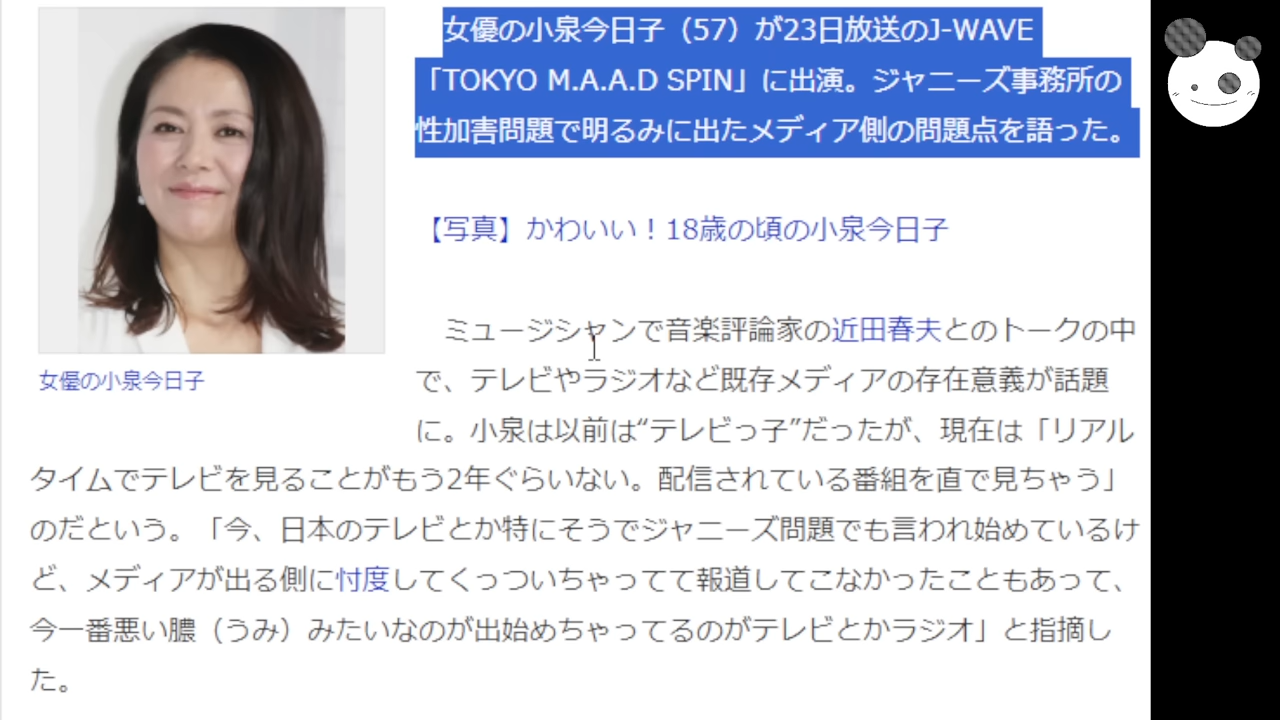 女優の小泉今日子（57）が23日放送のJ-WAVE
「TOKYO M.A.A.D SPIN」に出演。ジャニーズ事務所の
性加害問題で明るみに出たメディア側の問題点を語った。
【写真】かわいい！18歳の頃の小泉今日子
女優の小泉今日子
ミュージシャンで音楽評論家の近田春夫とのトークの中
で、テレビやラジオなど既存メディアの存在意義が話題
に。小泉は以前は“テレビっ子”だったが、現在は「リアル
タイムでテレビを見ることがもう2年ぐらいない。配信されている番組を直で見ちゃう」
のだという。「今、日本のテレビとか特にそうでジャニーズ問題でも言われ始めているけ
ど、メディアが出る側に忖度してくっついちゃってて報道してこなかったこともあって、
今一番悪い膿（うみ）みたいなのが出始めちゃってるのがテレビとかラジオ」と指摘し
た。